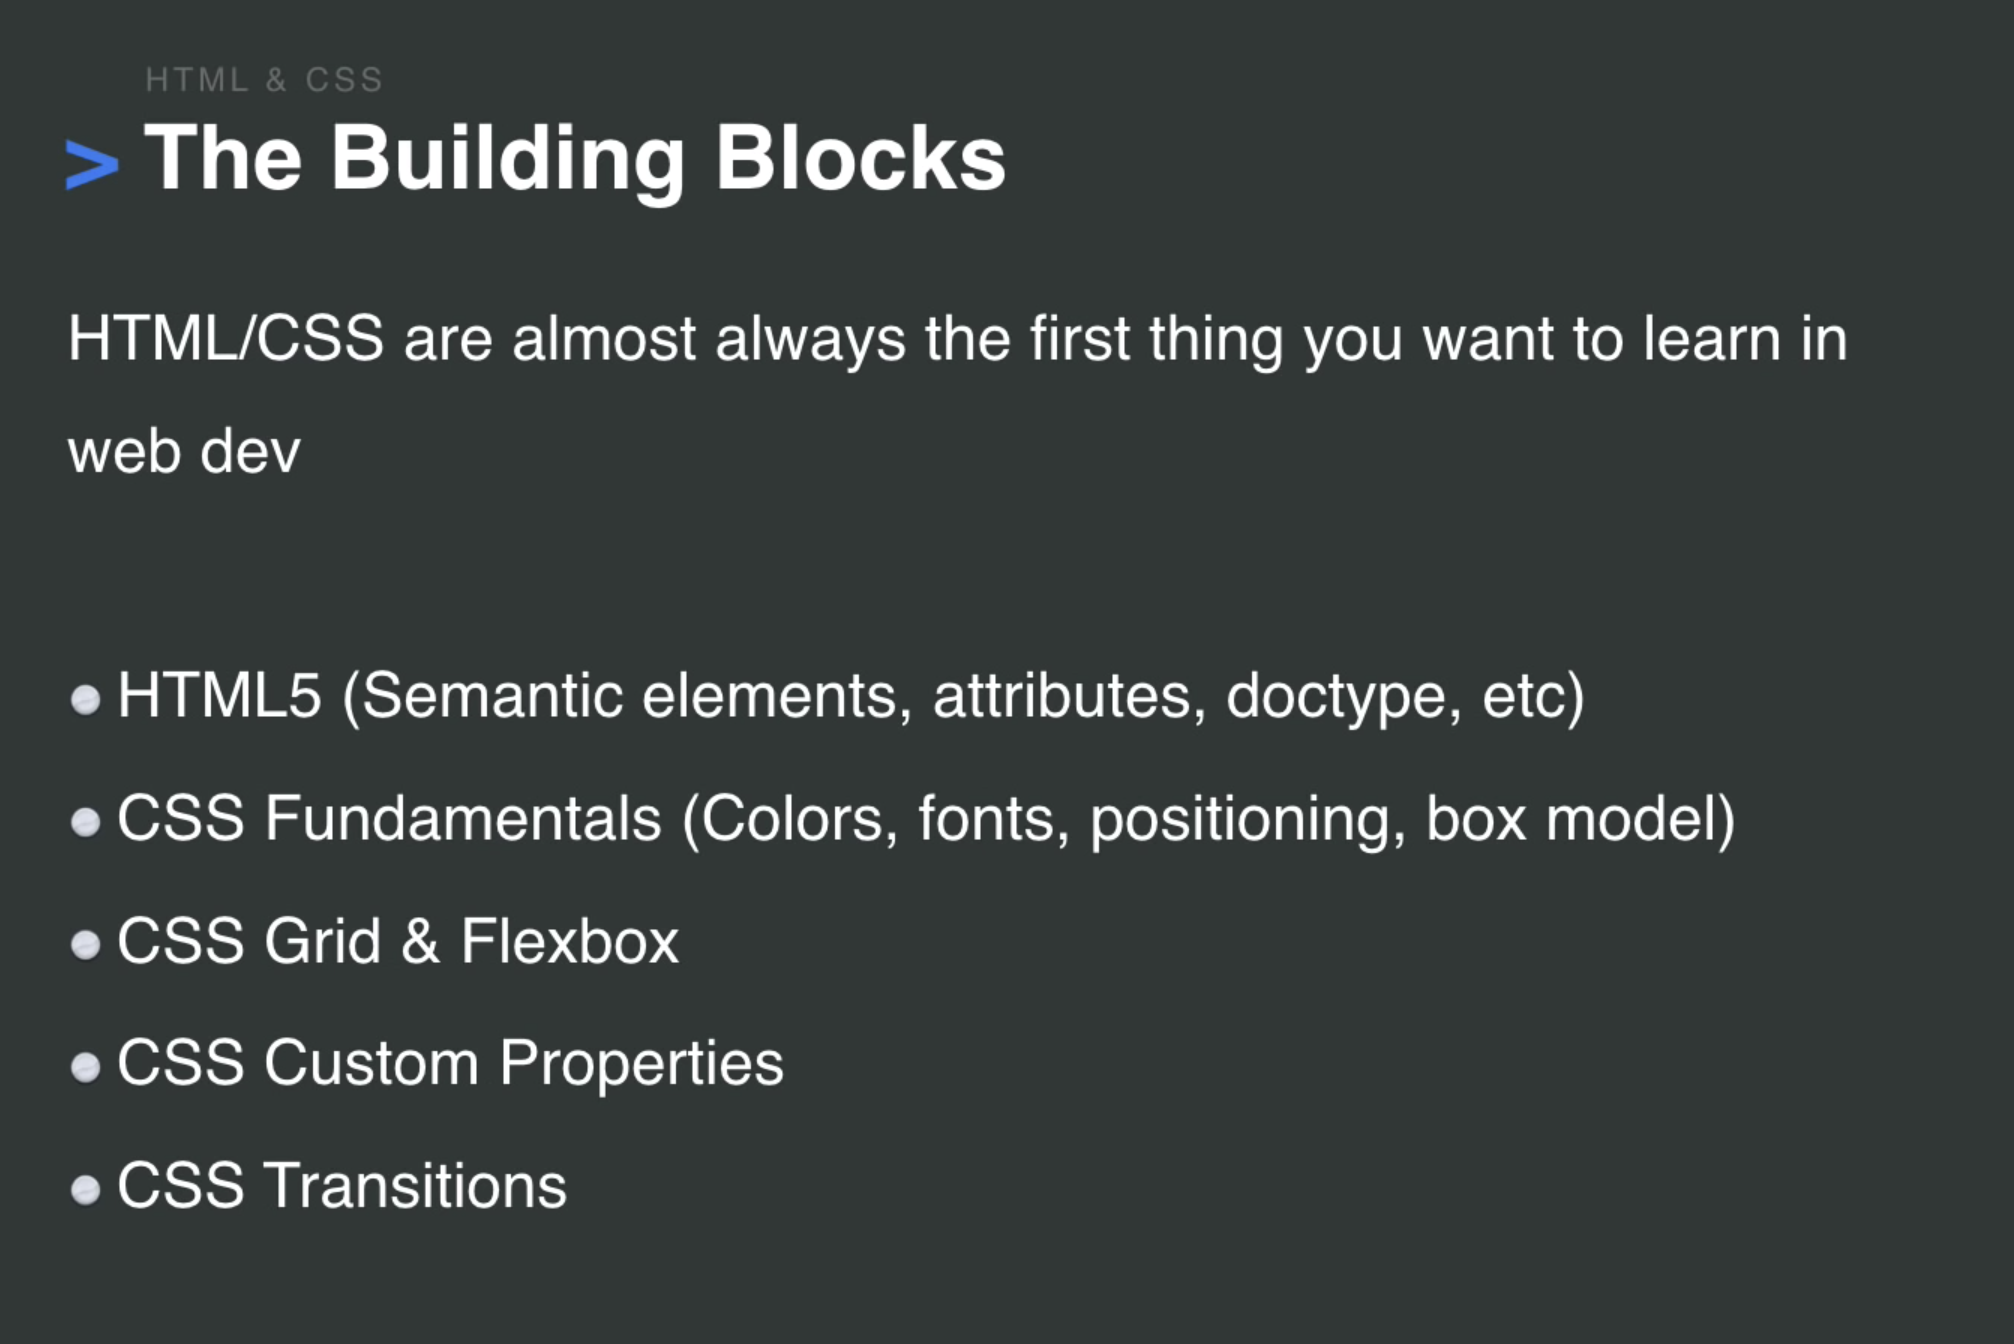 HTML & CSS
> The Building Blocks
HTML/CSS are almost always the first thing you want to learn in
web dev
• HTML5 (Semantic elements, attributes, doctype, etc)
• CSS Fundamentals (Colors, fonts, positioning, box model)
• CSS Grid & Flexbox
• CSS Custom Properties
• CSS Transitions